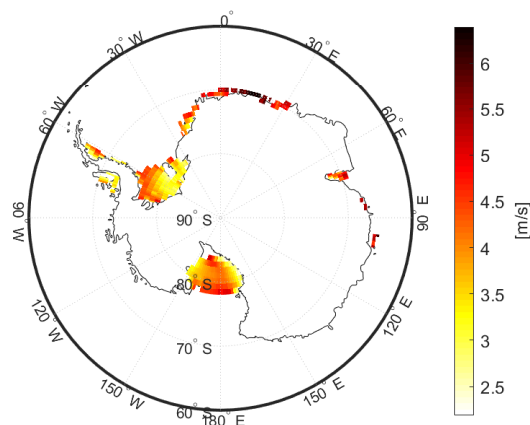 0°
30° W
30° E
60° W
60° E
90° W
90° S
90° E
80° S
120° W
120° E
70° S
150° W
150° E
60° S
180° E
6
5.5
5
4.5
4
3.5
3
2.5
[m/s]